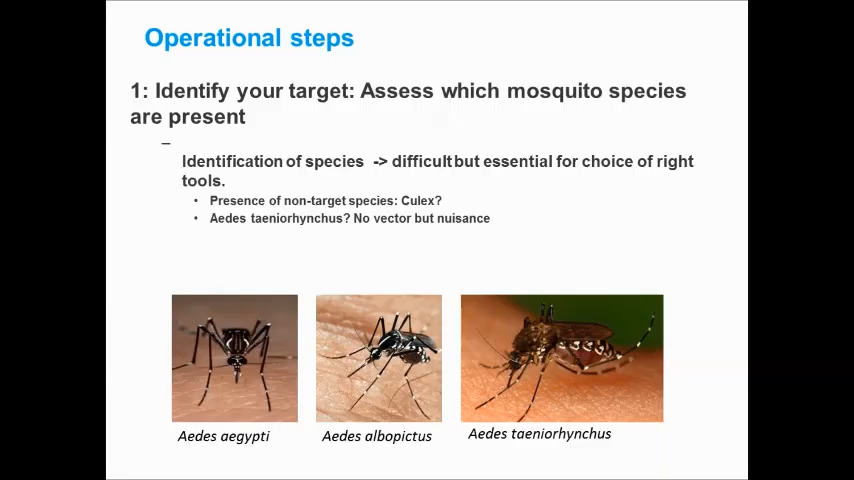 Operational steps
1: Identify your target: Assess which mosquito species
are present
–
Identification of species -> difficult but essential for choice of right
tools.
• Presence of non-target species: Culex?
• Aedes taeniorhynchus? No vector but nuisance
Aedes aegypti
Aedes albopictus
Aedes taeniorhynchus